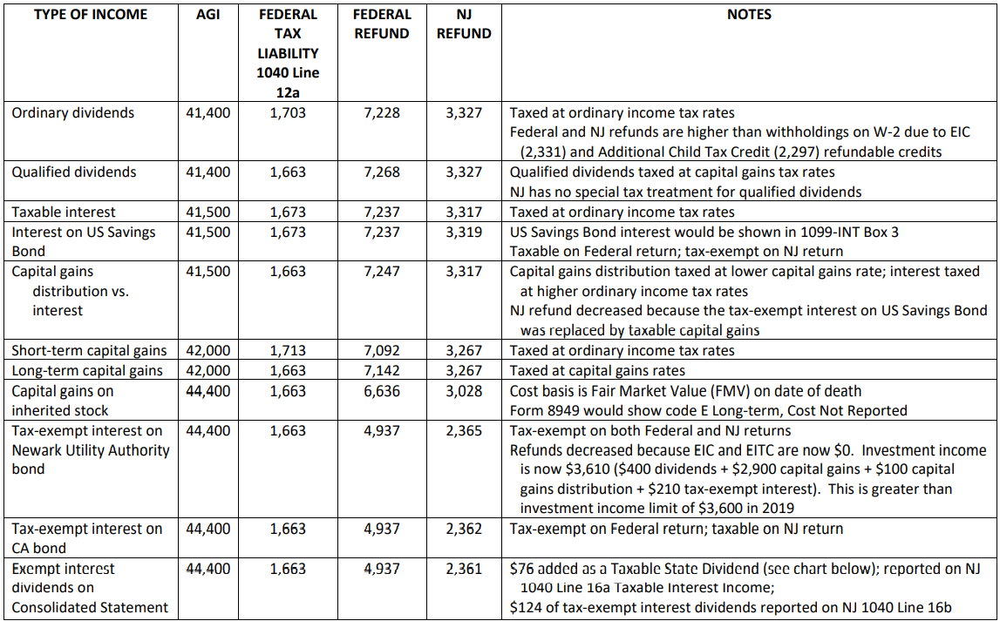 TYPE OF INCOME AGI FEDERAL TAX LIABILITY 1040 Line 12a FEDERAL REFUND NJ REFUND NOTES
Ordinary dividends 41,400 1,703 7,228 3,327 Taxed at ordinary income tax rates
Federal and NJ refunds are higher than withholdings on W-2 due to EIC
(2,331) and Additional Child Tax Credit (2,297) refundable credits
Qualified dividends 41,400 1,663 7,268 3,327 Qualified dividends taxed at capital gains tax rates
NJ has no special tax treatment for qualified dividends
Taxable interest 41,500 1,673 7,237 3,317 Taxed at ordinary income tax rates
Interest on US Savings 41,500 1,673 7,237 3,319 US Savings Bond interest would be shown in 1099-INT Box 3
Bond Taxable on Federal return; tax-exempt on NJ return
Capital gains 41,500 1,663 7,247 3,317 Capital gains distribution taxed at lower capital gains rate; interest taxed
distribution vs. at higher ordinary income tax rates
interest NJ refund decreased because the tax-exempt interest on US Savings Bond
was replaced by taxable capital gains
Short-term capital gains 42,000 1,713 7,092 3,267 Taxed at ordinary income tax rates
Long-term capital gains 42,000 1,663 7,142 3,267 Taxed at capital gains rates
Capital gains on 44,400 1,663 6,636 3,028 Cost basis is Fair Market Value (FMV) on date of death
inherited stock Form 8949 would show code E Long-term, Cost Not Reported
Tax-exempt interest on 44,400 1,663 4,937 2,365 Tax-exempt on both Federal and NJ returns
Newark Utility Authority Refunds decreased because EIC and EITC are now $0. Investment income
bond is now $3,610 ($400 dividends + $2,900 capital gains + $100 capital
gains distribution + $210 tax-exempt interest). This is greater than
investment income limit of $3,600 in 2019
Tax-exempt interest on 44,400 1,663 4,937 2,362 Tax-exempt on Federal return; taxable on NJ return
CA bond
Exempt interest 44,400 1,663 4,937 2,361 $76 added as a Taxable State Dividend (see chart below); reported on NJ
dividends on 1040 Line 16a Taxable Interest Income;
Consolidated Statement $124 of tax-exempt interest dividends reported on NJ 1040 Line 16b